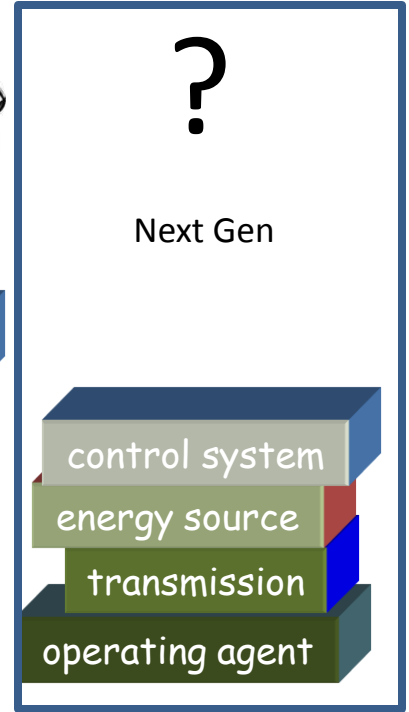 ?
Next Gen
control system
energy source
transmission
operating agent